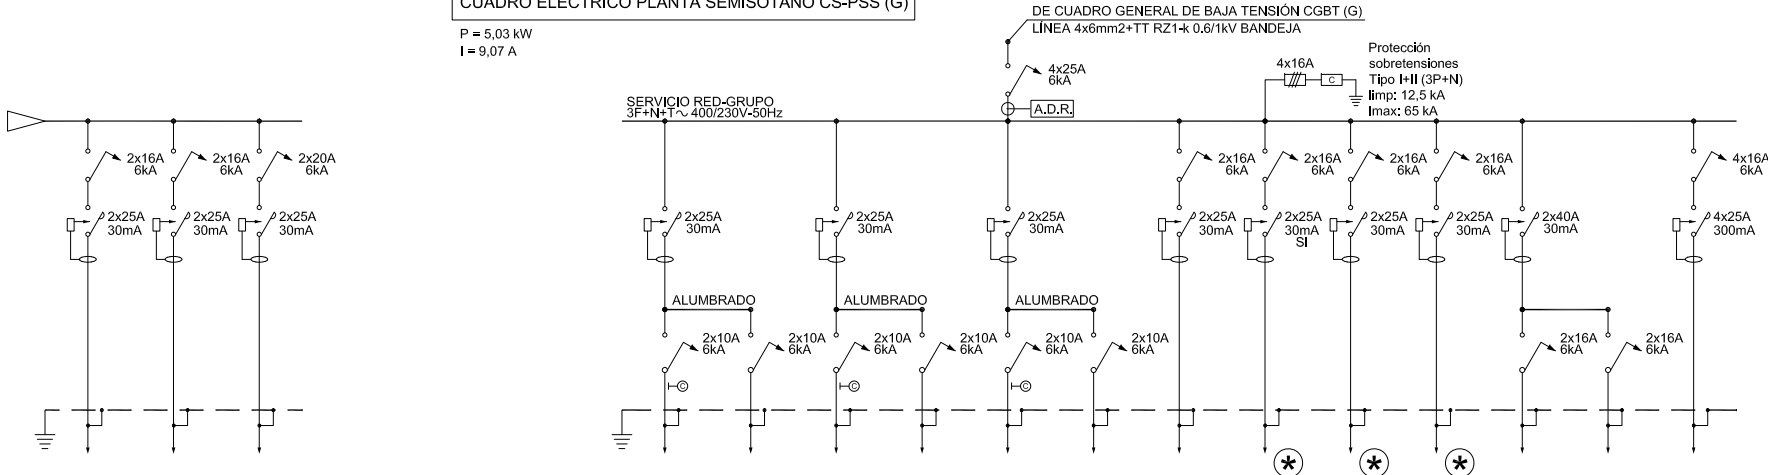 CUADRO ELÉCTRICO PLANTA SEMISÓTANO CS-PSS (G)
P = 5,03 kW
I = 9,07 A
DE CUADRO GENERAL DE BAJA TENSIÓN CGBT (G)
LÍNEA 4x6mm2+TT RZ1-k 0.6/1kV BANDEJA
4x25A
6kA
A.D.R.
4x16A
C
Protección
sobretensiones
Tipo I+II (3P+N)
Iimp: 12,5 kA
Imax: 65 kA
SERVICIO RED-GRUPO
3F+N+T~ 400/230V-50Hz
2x16A
6kA
2x16A
6kA
2x20A
6kA
2x16A
6kA
2x16A
6kA
2x16A
6kA
2x16A
6kA
4x16A
6kA
2x25A
30mA
2x25A
30mA
2x25A
30mA
2x25A
30mA
2x25A
30mA
2x25A
30mA
2x25A
30mA
2x25A
30mA
SI
2x25A
30mA
2x25A
30mA
2x40A
30mA
4x25A
300mA
ALUMBRADO
ALUMBRADO
ALUMBRADO
2x10A
6kA
2x10A
6kA
2x10A
6kA
2x10A
6kA
2x10A
6kA
2x10A
6kA
2x16A
6kA
2x16A
6kA
C
C
C
*
*
*